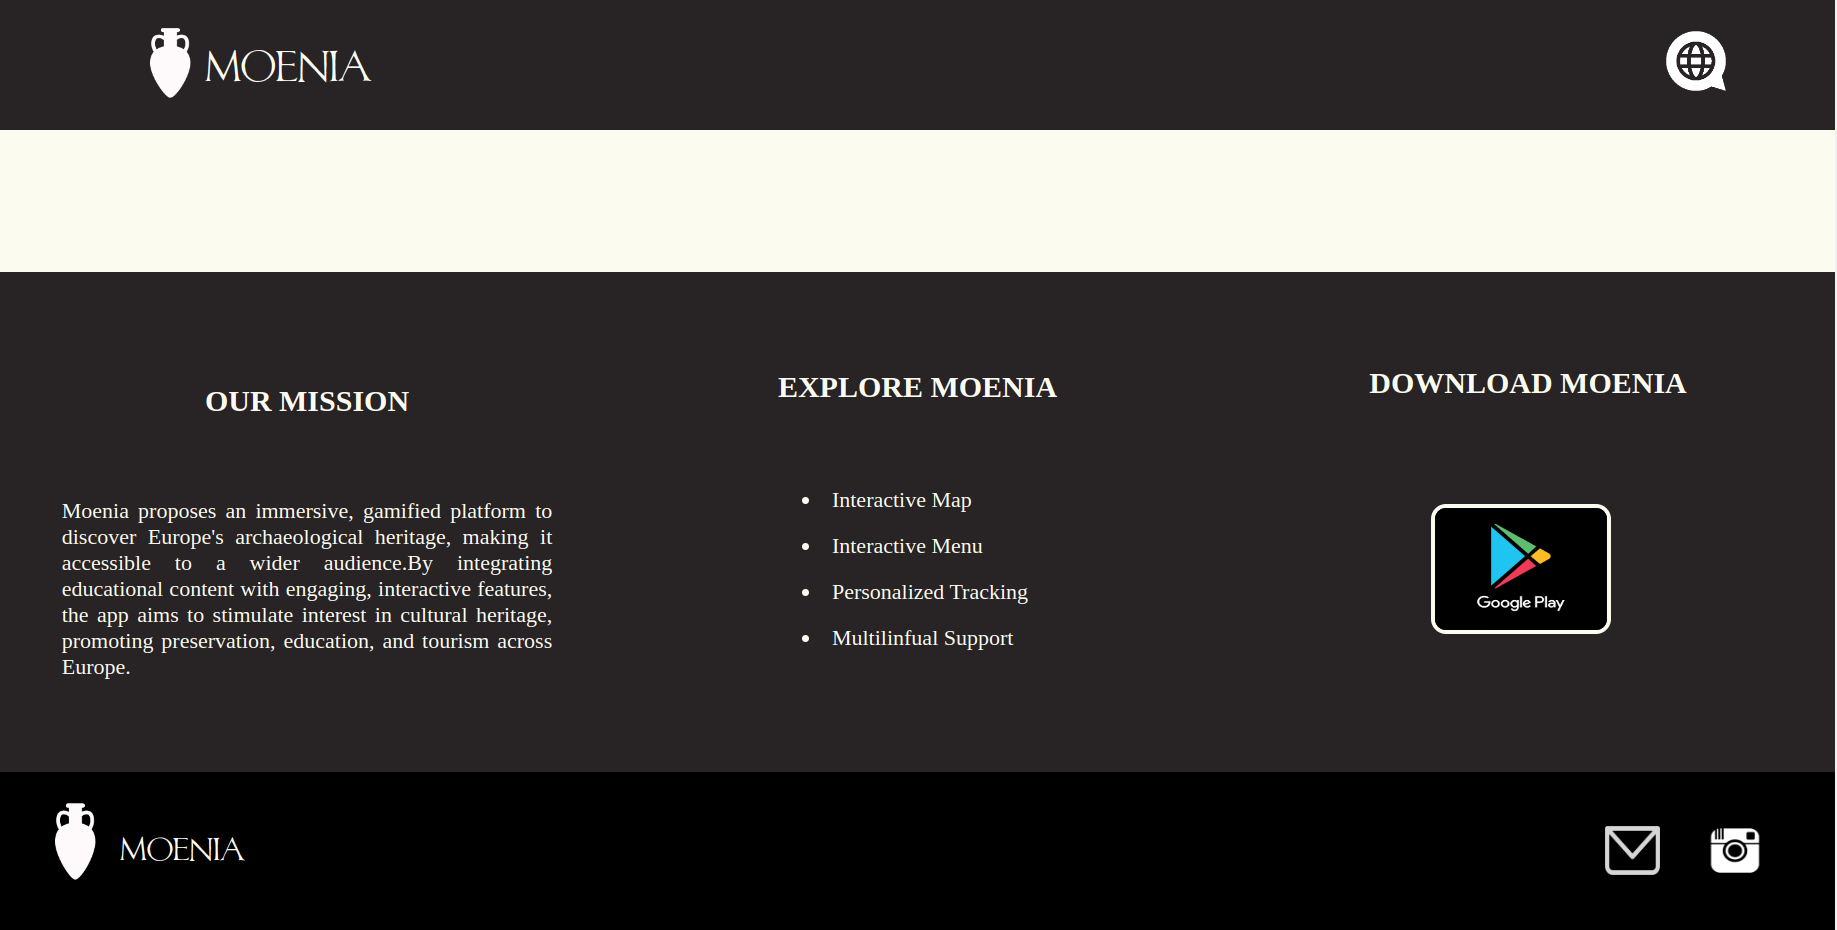 MOENIA
OUR MISSION
Moenia proposes an immersive, gamified platform to
discover Europe's archaeological heritage, making it
accessible to a wider audience.By integrating
educational content with engaging, interactive features,
the app aims to stimulate interest in cultural heritage,
promoting preservation, education, and tourism across
Europe.
EXPLORE MOENIA
Interactive Map
Interactive Menu
Personalized Tracking
Multilinfual Support
DOWNLOAD MOENIA
Google Play
MOENIA